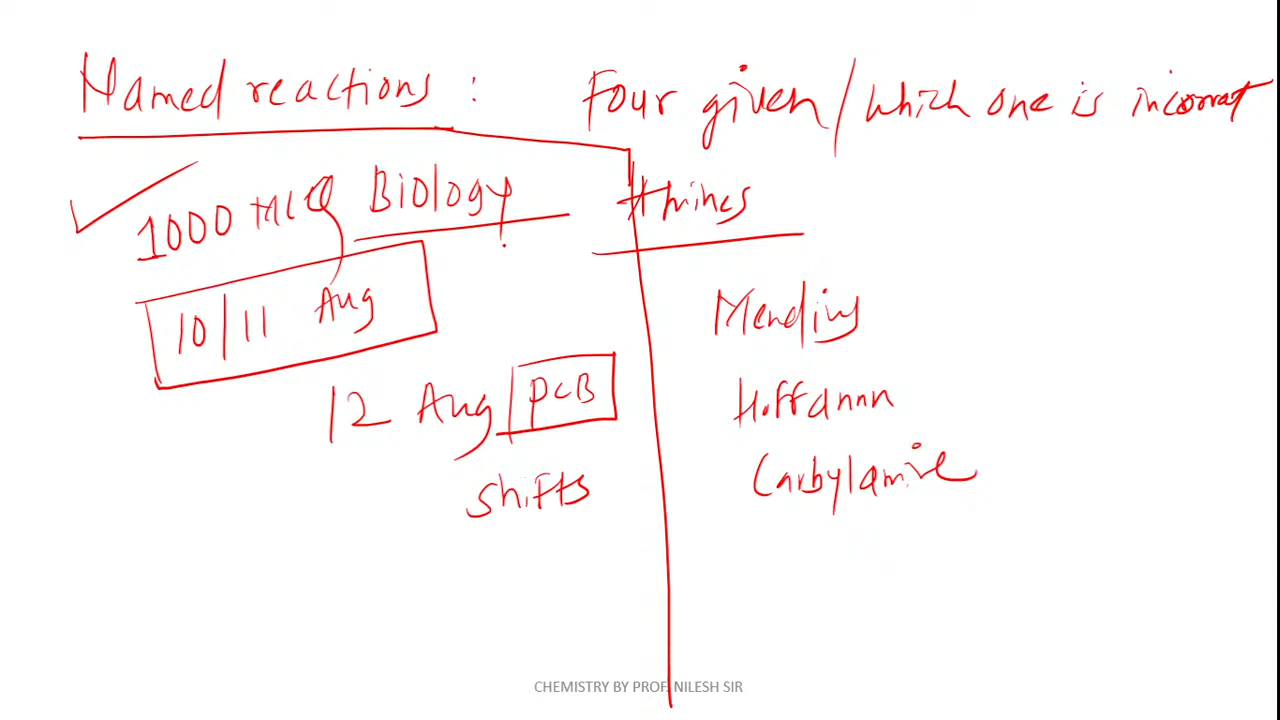 Named reactions : Four given / which one is incorrect
1000 MCQ Biology
10/11 Aug
12 Aug PCB
shifts
Amines
Mendius
Hoffmann
Carbylamine
CHEMISTRY BY PROF. NILESH SIR